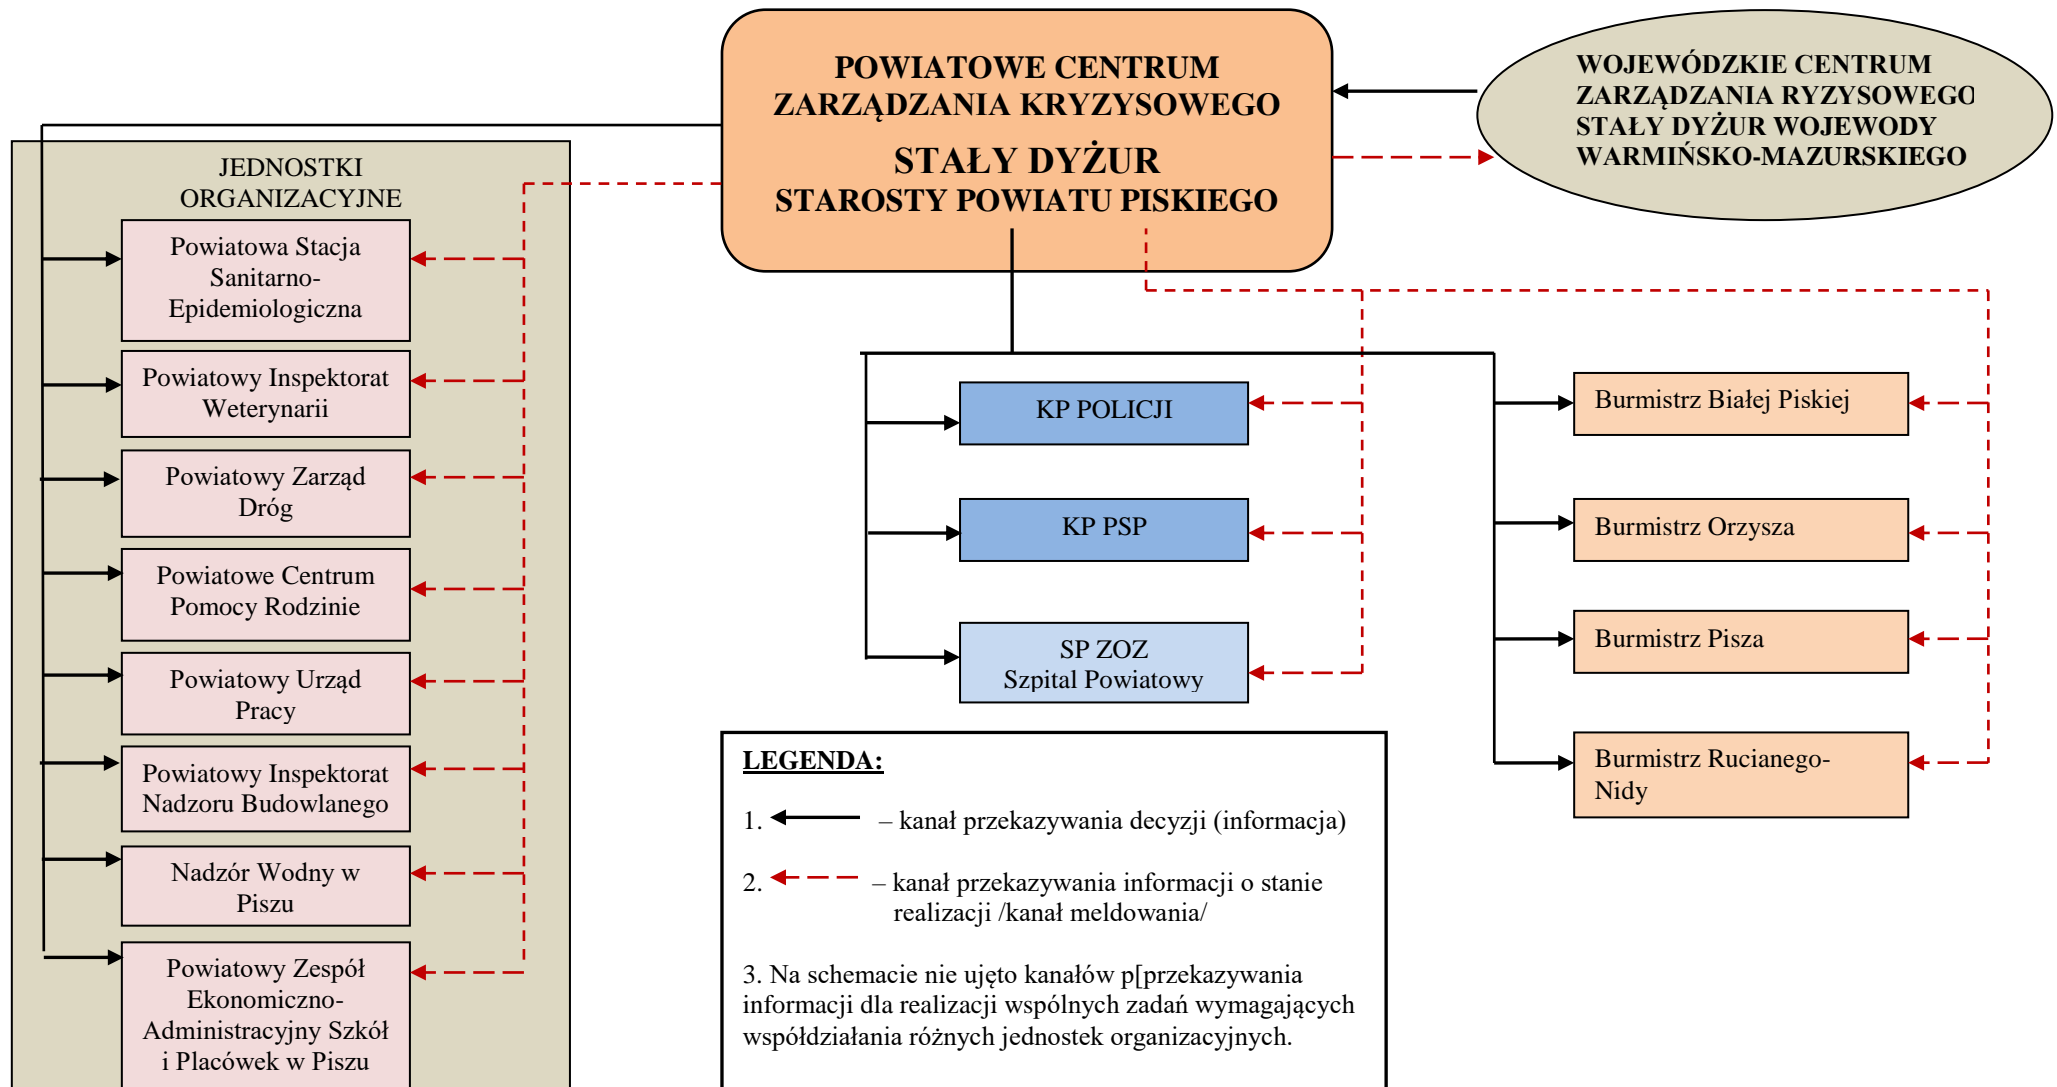 POWIATOWE CENTRUM
ZARZĄDZANIA KRYZYSOWEGO
STAŁY DYŻUR
STAROSTY POWIATU PISKIEGO
WOJEWÓDZKIE CENTRUM
ZARZĄDZANIA RYZYSOWEGO
STAŁY DYŻUR WOJEWODY
WARMIŃSKO-MAZURSKIEGO
JEDNOSTKI
ORGANIZACYJNE
Powiatowa Stacja
Sanitarno-
Epidemiologiczna
Powiatowy Inspektorat
Weterynarii
Powiatowy Zarząd
Dróg
Powiatowe Centrum
Pomocy Rodzinie
Powiatowy Urząd
Pracy
Powiatowy Inspektorat
Nadzoru Budowlanego
Nadzór Wodny w
Piszu
Powiatowy Zespół
Ekonomiczno-
Administracyjny Szkół
i Placówek w Piszu
KP POLICJI
KP PSP
SP ZOZ
Szpital Powiatowy
Burmistrz Białej Piskiej
Burmistrz Orzysza
Burmistrz Pisza
Burmistrz Rucianego-
Nidy
LEGENDA:
1. – kanał przekazywania decyzji (informacja)
2. – kanał przekazywania informacji o stanie
realizacji /kanał meldowania/
3. Na schemacie nie ujęto kanałów p[przekazywania
informacji dla realizacji wspólnych zadań wymagających
współdziałania różnych jednostek organizacyjnych.